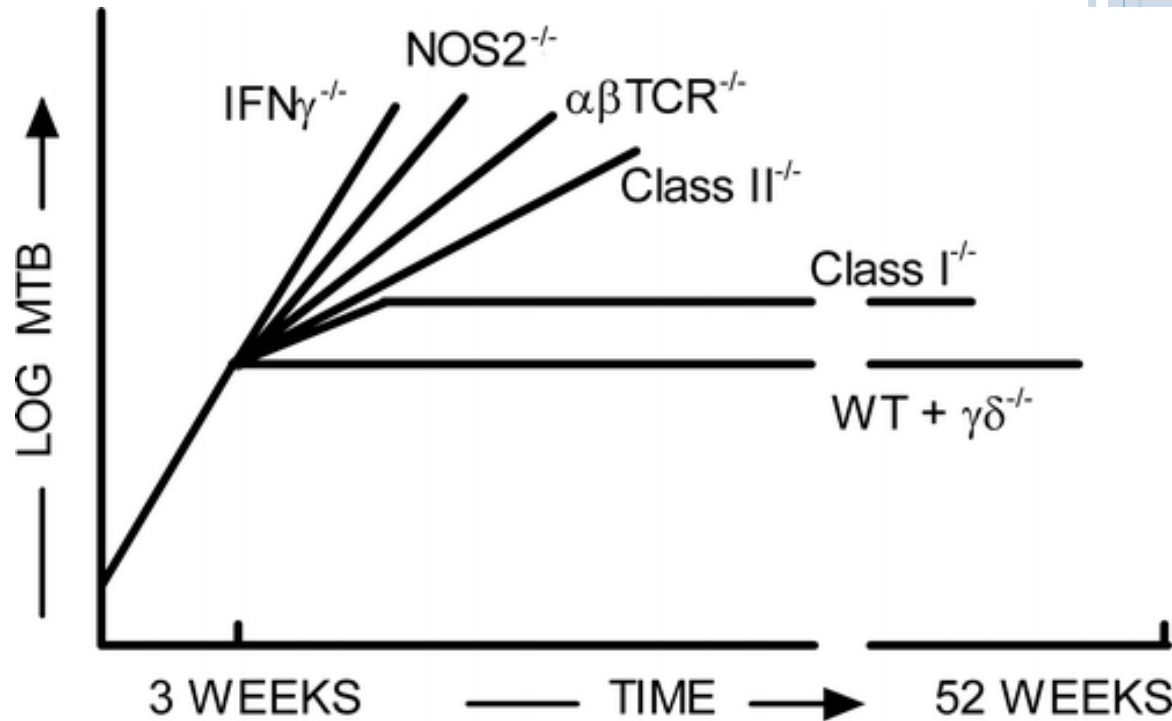 NOS2-/-
IFNγ-/-
αβTCR-/-
Class II-/-
Class I-/-
WT + γδ-/-
LOG MTB
3 WEEKS
TIME
52 WEEKS